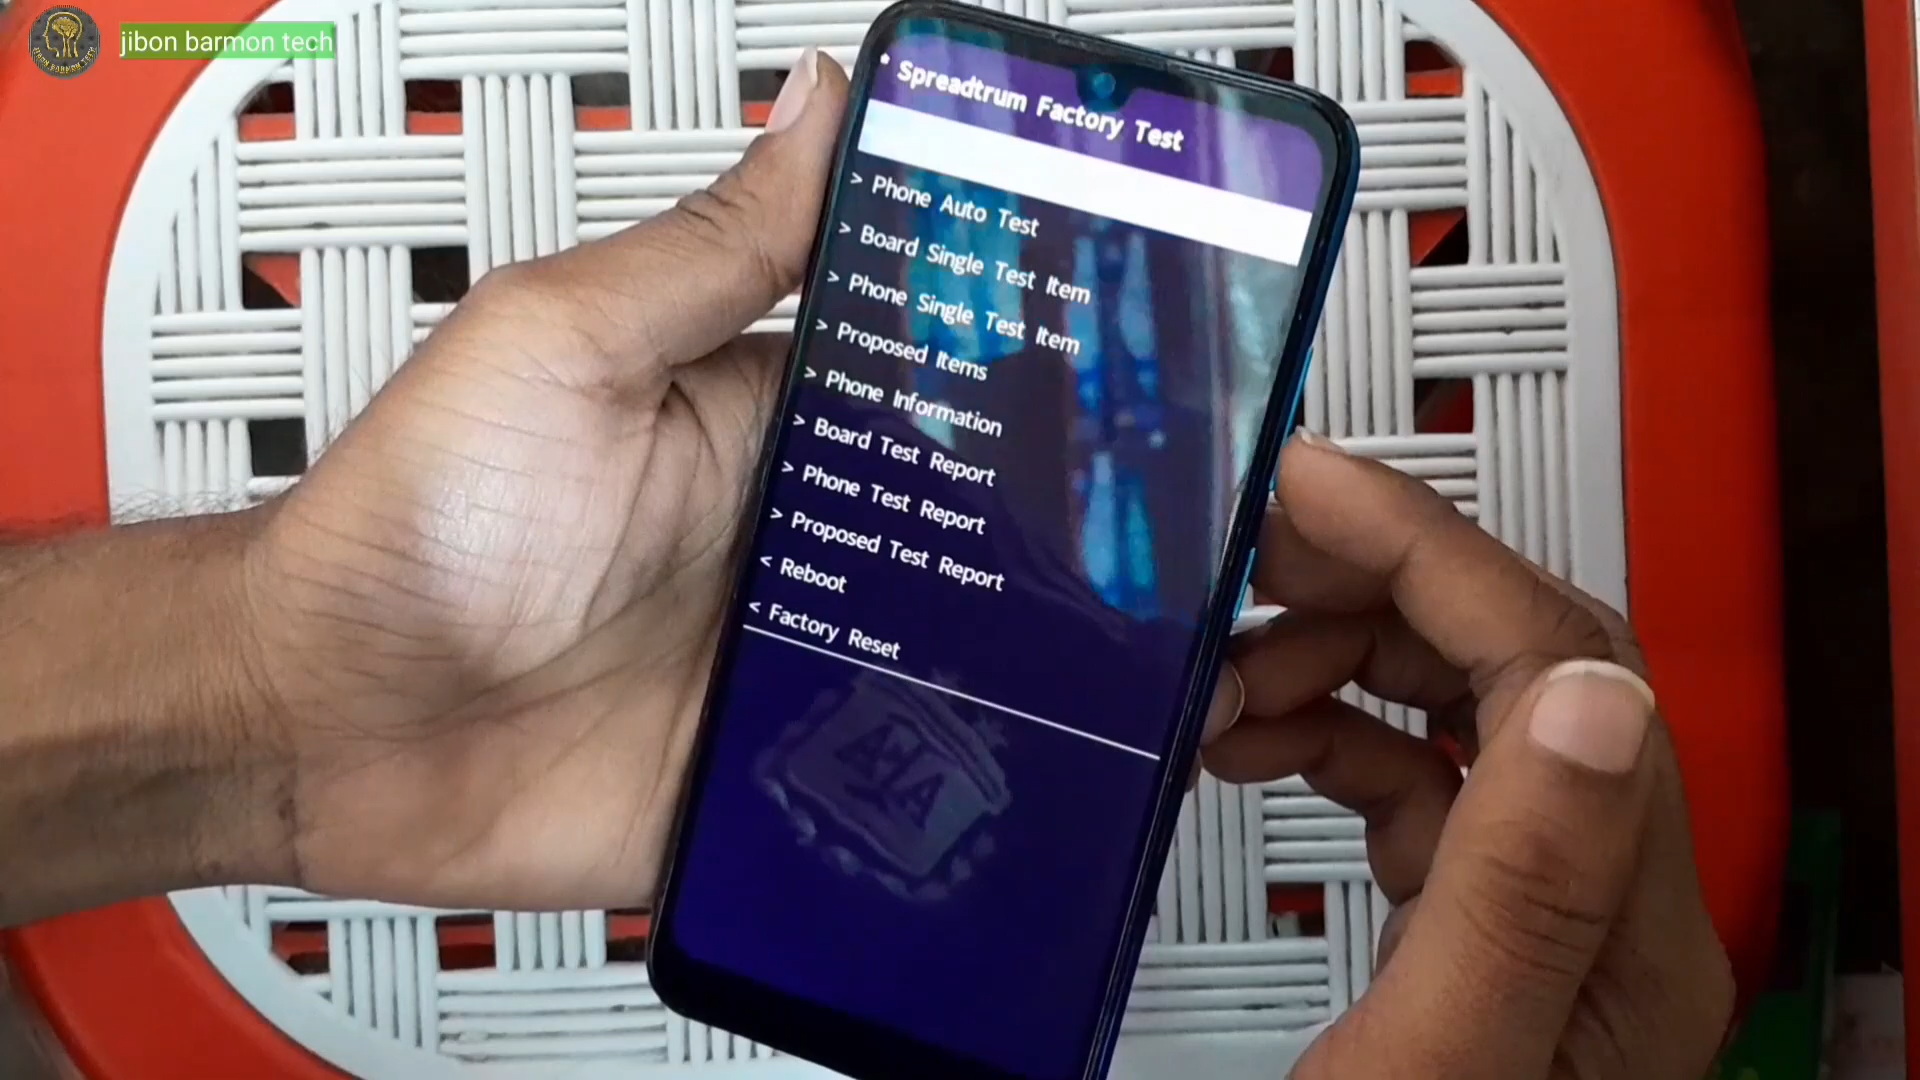 jibon barmon tech
* Spreadtrum Factory Test
> Phone Auto Test
> Board Single Test Item
> Phone Single Test Item
> Proposed Items
> Phone Information
> Board Test Report
> Phone Test Report
> Proposed Test Report
< Reboot
< Factory Reset